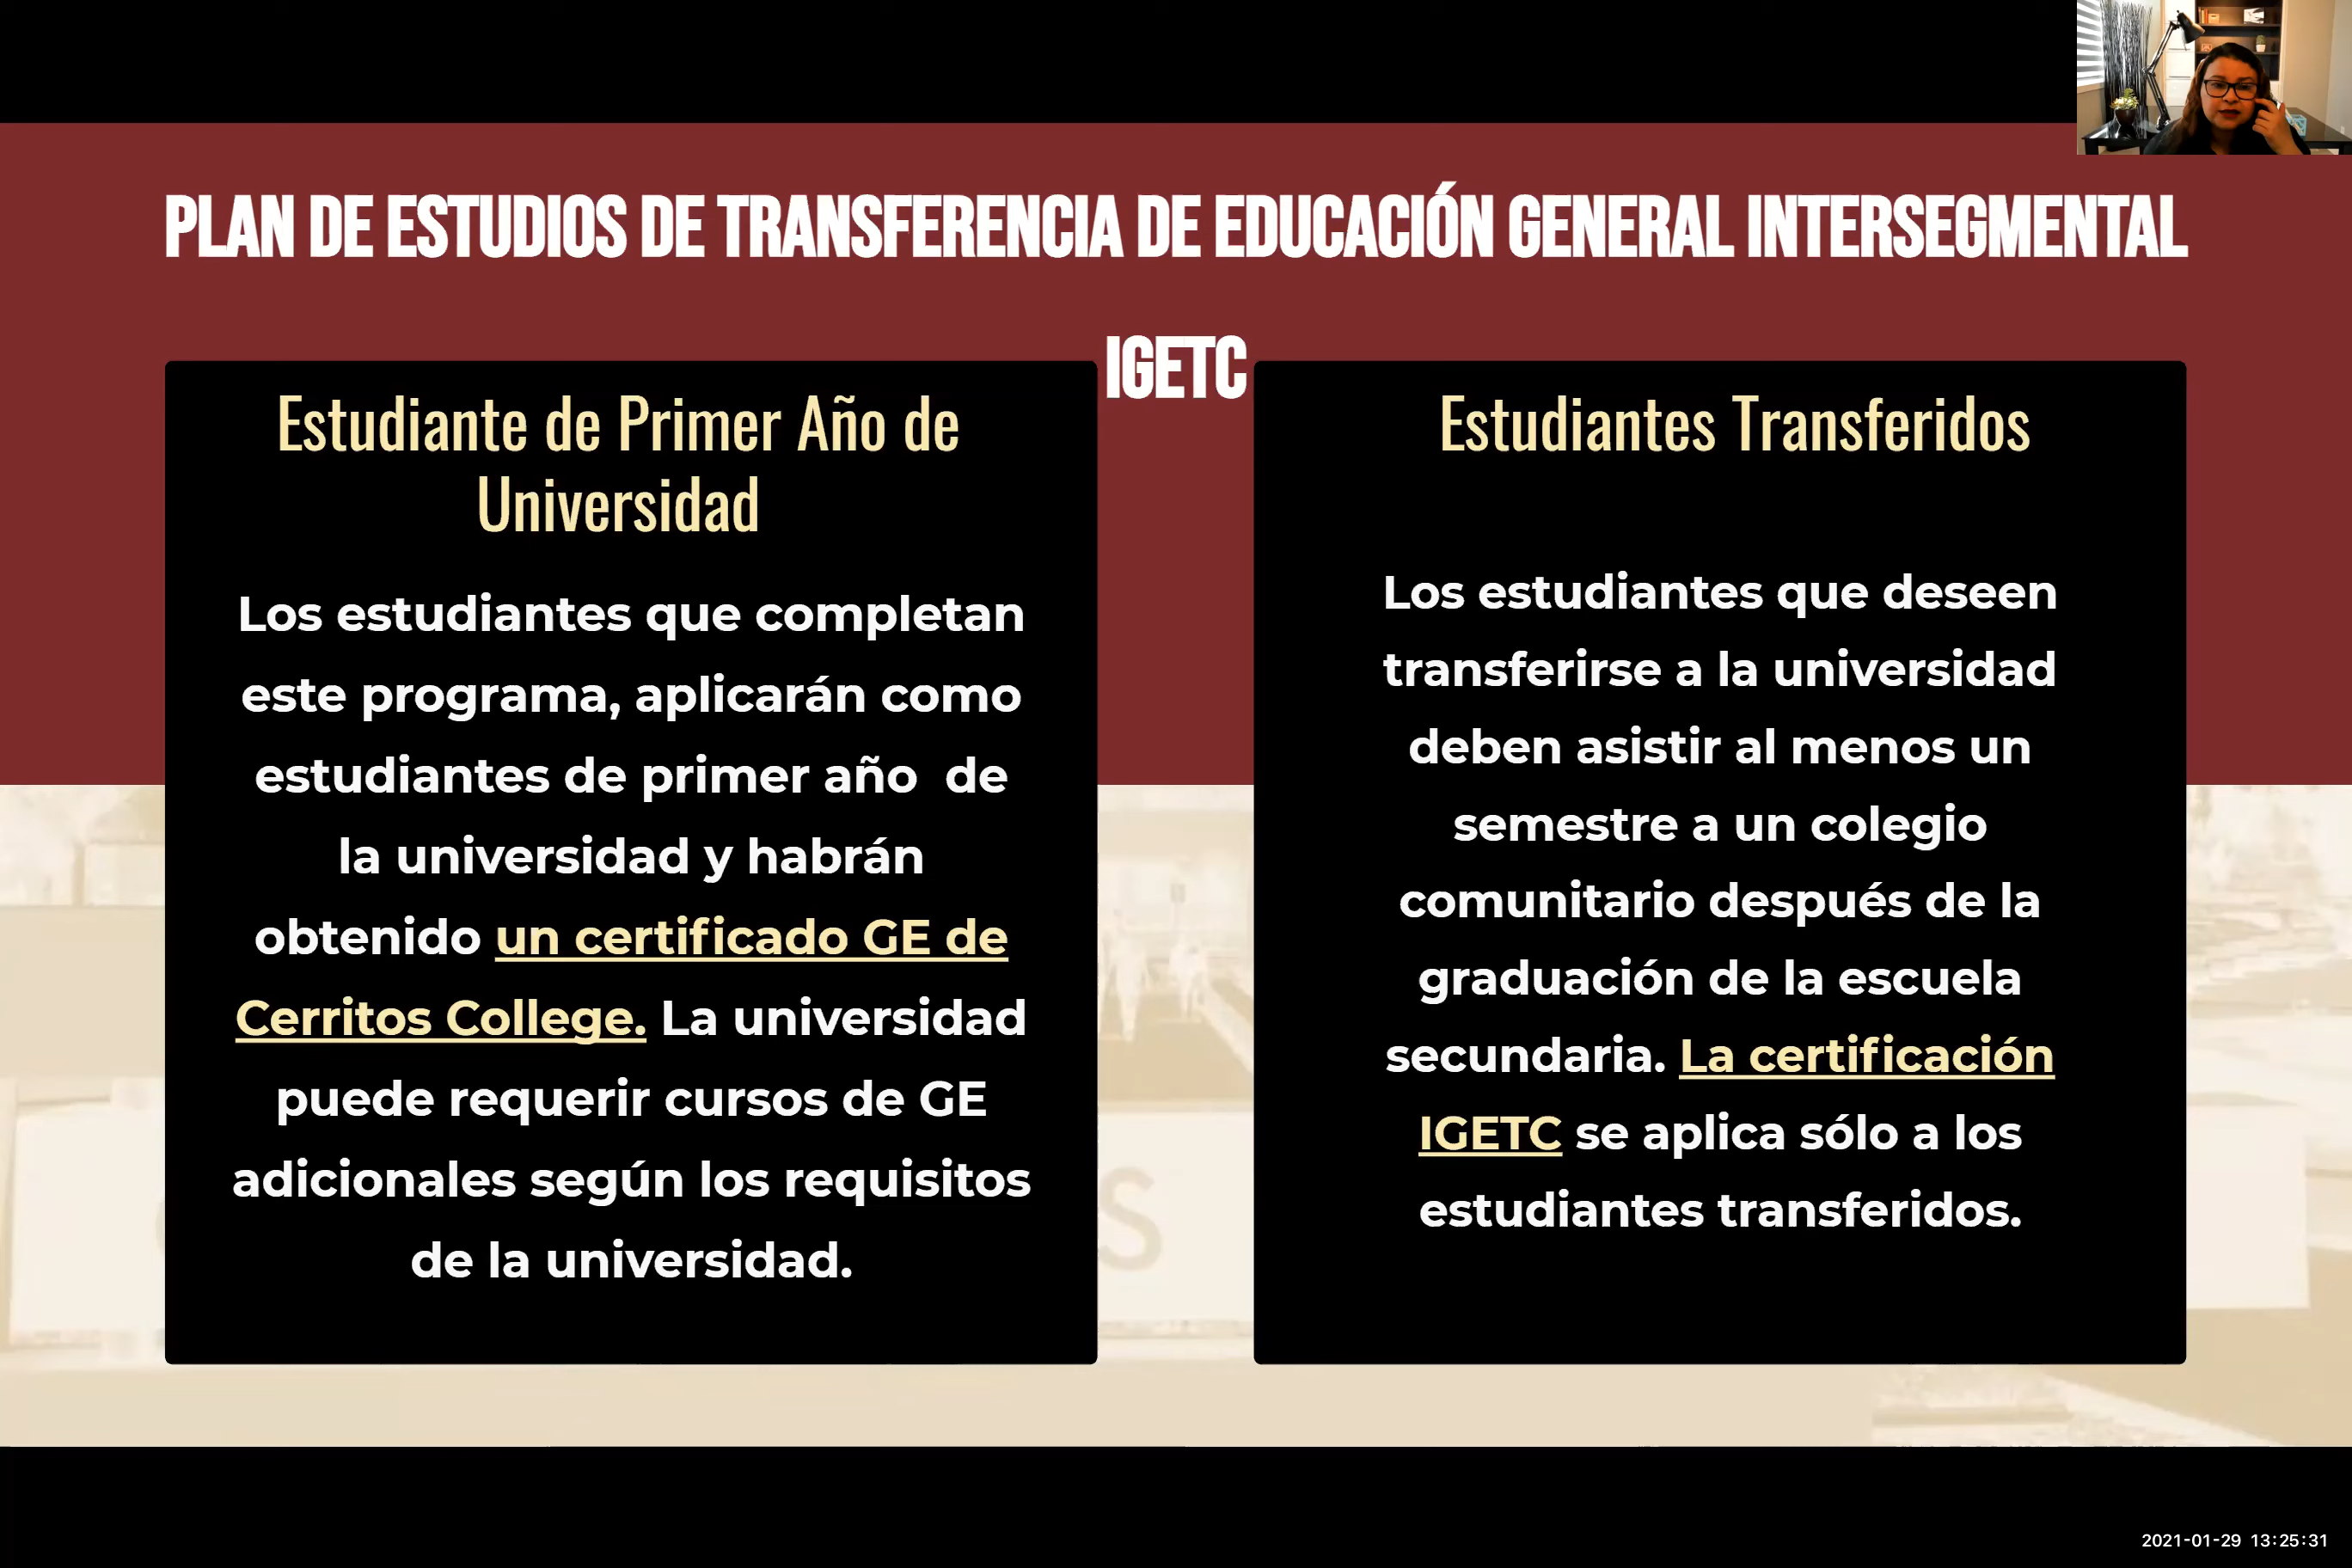 PLAN DE ESTUDIOS DE TRANSFERENCIA DE EDUCACIÓN GENERAL INTERSEGMENTAL
IGETC
Estudiante de Primer Año de
Universidad
Los estudiantes que completan
este programa, aplicarán como
estudiantes de primer año  de
la universidad y habrán
obtenido un certificado GE de
Cerritos College. La universidad
puede requerir cursos de GE
adicionales según los requisitos
de la universidad.
Estudiantes Transferidos
Los estudiantes que deseen
transferirse a la universidad
deben asistir al menos un
semestre a un colegio
comunitario después de la
graduación de la escuela
secundaria. La certificación
IGETC se aplica sólo a los
estudiantes transferidos.
S
2021-01-29 13:25:31